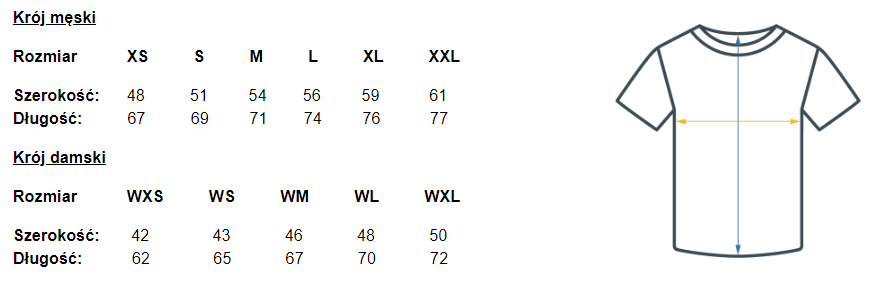 Krój męski
Rozmiar XS S M L XL XXL
Szerokość: 48 51 54 56 59 61
Długość: 67 69 71 74 76 77
Krój damski
Rozmiar WXS WS WM WL WXL
Szerokość: 42 43 46 48 50
Długość: 62 65 67 70 72